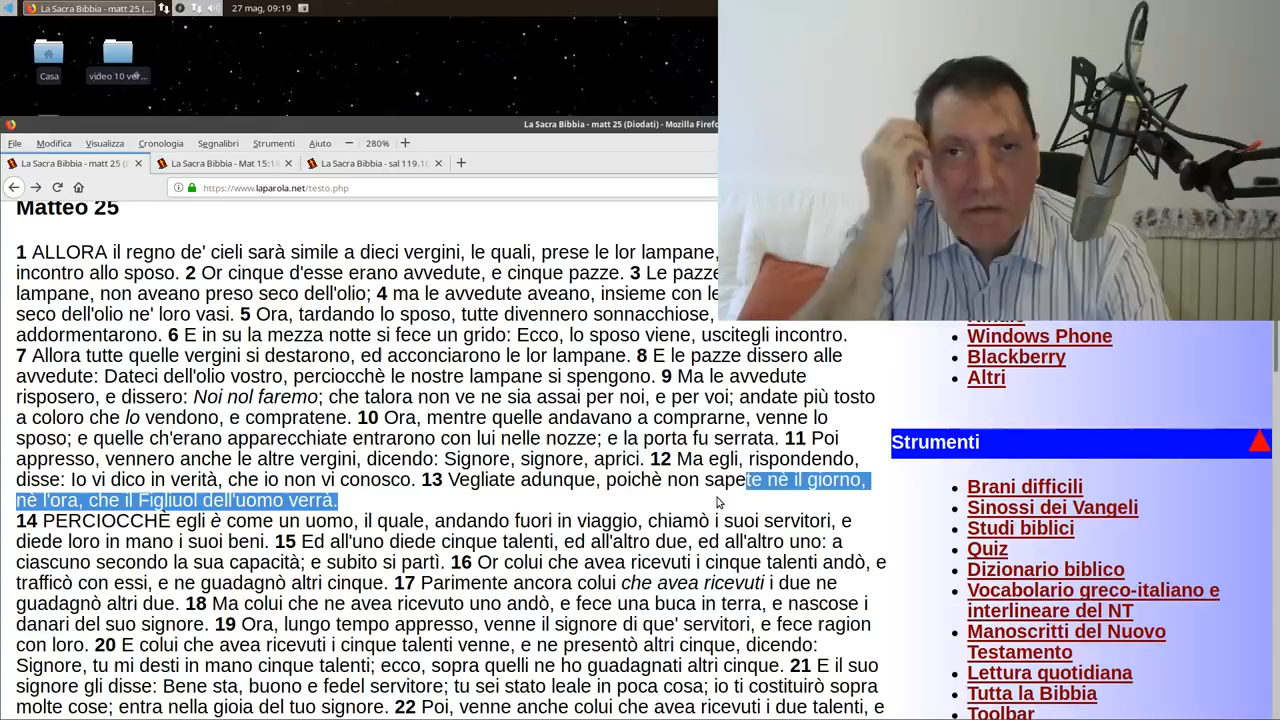 La Sacra Bibbia - matt 25 (...
27 mag, 09:19
Casa
video 10 ver...
La Sacra Bibbia - matt 25 (Diodati) - Mozilla Firefo
File Modifica Visualizza Cronologia Segnalibri Strumenti Aiuto 280%
La Sacra Bibbia - matt 25 (D
La Sacra Bibbia - Mat 15:19
La Sacra Bibbia - sal 119.10
https://www.laparola.net/testo.php
Matteo 25
1 ALLORA il regno de' cieli sarà simile a dieci vergini, le quali, prese le lor lampane,
incontro allo sposo. 2 Or cinque d'esse erano avvedute, e cinque pazze. 3 Le pazze
lampane, non aveano preso seco dell'olio; 4 ma le avvedute aveano, insieme con le
seco dell'olio ne' loro vasi. 5 Ora, tardando lo sposo, tutte divennero sonnacchiose,
addormentarono. 6 E in su la mezza notte si fece un grido: Ecco, lo sposo viene, uscitegli incontro.
7 Allora tutte quelle vergini si destarono, ed acconciarono le lor lampane. 8 E le pazze dissero alle
avvedute: Dateci dell'olio vostro, perciocchè le nostre lampane si spengono. 9 Ma le avvedute
risposero, e dissero: Noi nol faremo; che talora non ve ne sia assai per noi, e per voi; andate più tosto
a coloro che lo vendono, e compratene. 10 Ora, mentre quelle andavano a comprarne, venne lo
sposo; e quelle ch'erano apparecchiate entrarono con lui nelle nozze; e la porta fu serrata. 11 Poi
appresso, vennero anche le altre vergini, dicendo: Signore, signore, aprici. 12 Ma egli, rispondendo,
disse: Io vi dico in verità, che io non vi conosco. 13 Vegliate adunque, poichè non sapete nè il giorno,
nè l'ora, che il Figliuol dell'uomo verrà.
14 PERCIOCCHÈ egli è come un uomo, il quale, andando fuori in viaggio, chiamò i suoi servitori, e
diede loro in mano i suoi beni. 15 Ed all'uno diede cinque talenti, ed all'altro due, ed all'altro uno: a
ciascuno secondo la sua capacità; e subito si partì. 16 Or colui che avea ricevuti i cinque talenti andò, e
trafficò con essi, e ne guadagnò altri cinque. 17 Parimente ancora colui che avea ricevuti i due ne
guadagnò altri due. 18 Ma colui che ne avea ricevuto uno andò, e fece una buca in terra, e nascose i
danari del suo signore. 19 Ora, lungo tempo appresso, venne il signore di que' servitori, e fece ragion
con loro. 20 E colui che avea ricevuti i cinque talenti venne, e ne presentò altri cinque, dicendo:
Signore, tu mi desti in mano cinque talenti; ecco, sopra quelli ne ho guadagnati altri cinque. 21 E il suo
signore gli disse: Bene sta, buono e fedel servitore; tu sei stato leale in poca cosa; io ti costituirò sopra
molte cose; entra nella gioia del tuo signore. 22 Poi, venne anche colui che avea ricevuti i due talenti, e
Windows Phone
Blackberry
Altri
Strumenti
Brani difficili
Sinossi dei Vangeli
Studi biblici
Quiz
Dizionario biblico
Vocabolario greco-italiano e
interlineare del NT
Manoscritti del Nuovo
Testamento
Lettura quotidiana
Tutta la Bibbia
Toolbar